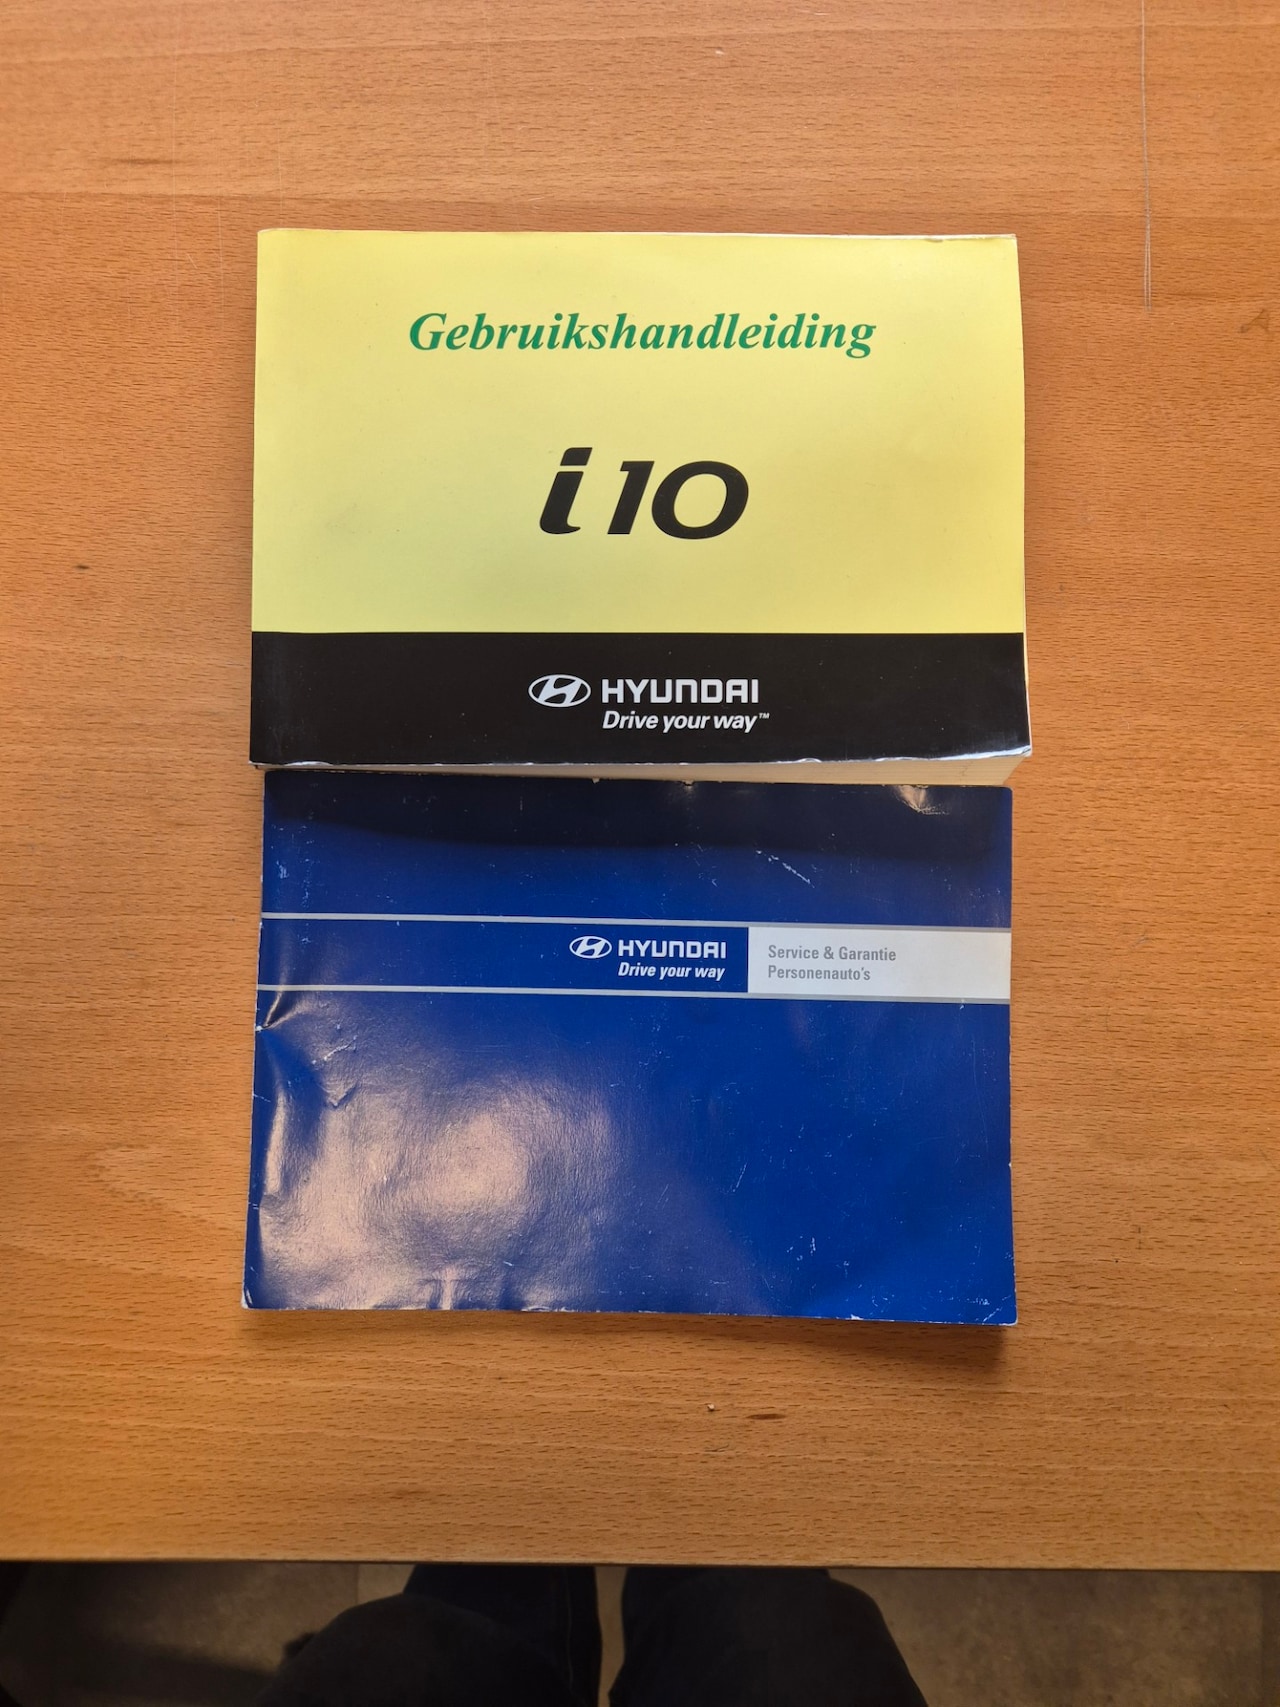 Gebruikshandleiding
i10
HYUNDAI
Drive your way™
HYUNDAI
Drive your way
Service & Garantie
Personenauto's